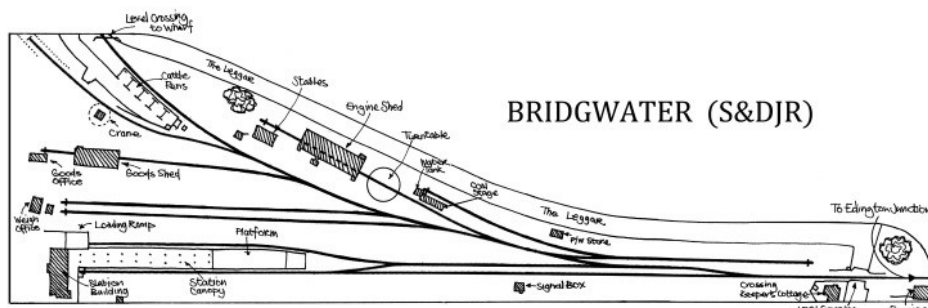 Level Crossing
to Wharf
The Leggar
Cattle
Pens
Stables
Engine Shed
BRIDGWATER (S&DJR)
Crane
Turntable
Water
Tank
Coal
Stage
Goods
Office
Goods Shed
The Leggar
To Edington Junction
Weigh
Office
Loading Ramp
Platform
P/W Store
Station
Building
Station
Canopy
Signal Box
Crossing
Keepers Cottage